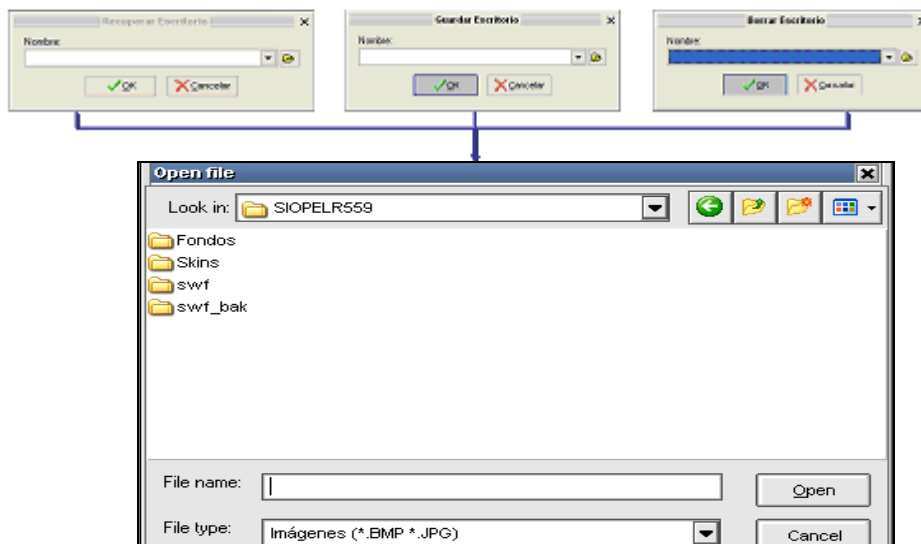 Recuperar Escritorio
Nombre:
OK Cancelar
Guardar Escritorio
Nombre:
OK Cancelar
Borrar Escritorio
Nombre:
OK Cancelar
Open file
Look in: SIOPELR559
Fondos
Skins
swf
swf_bak
File name: Open
File type: Imágenes (*.BMP *.JPG) Cancel